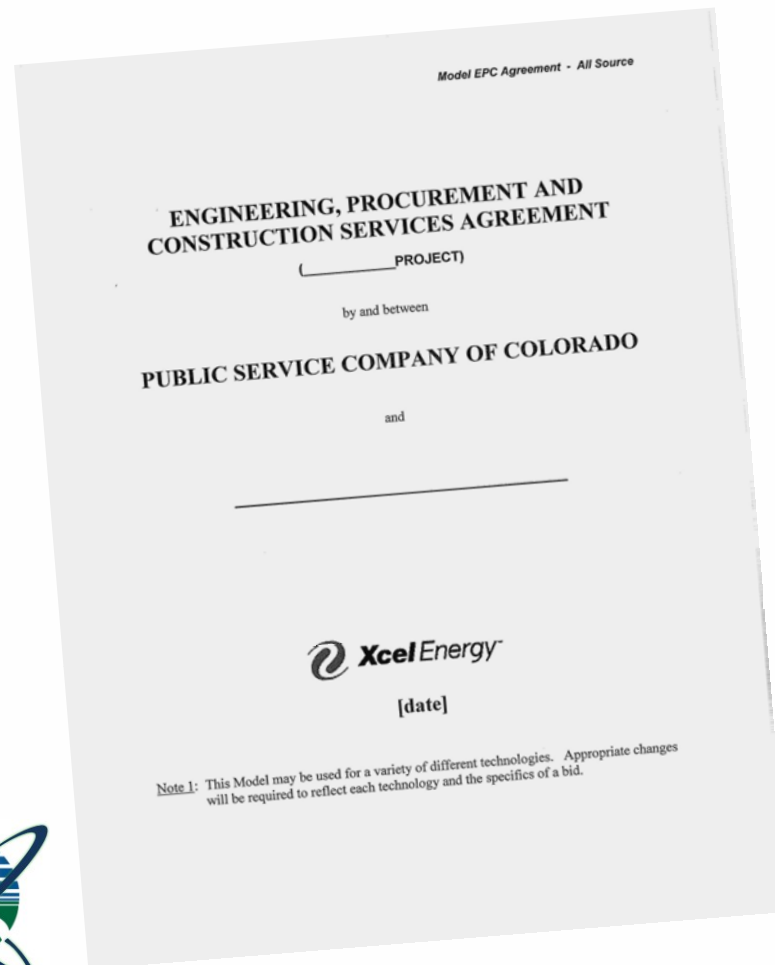 Model EPC Agreement - All Source
ENGINEERING, PROCUREMENT AND
CONSTRUCTION SERVICES AGREEMENT
(__________PROJECT)
by and between
PUBLIC SERVICE COMPANY OF COLORADO
and
Xcel Energy
[date]
Note 1: This Model may be used for a variety of different technologies. Appropriate changes
will be required to reflect each technology and the specifics of a bid.